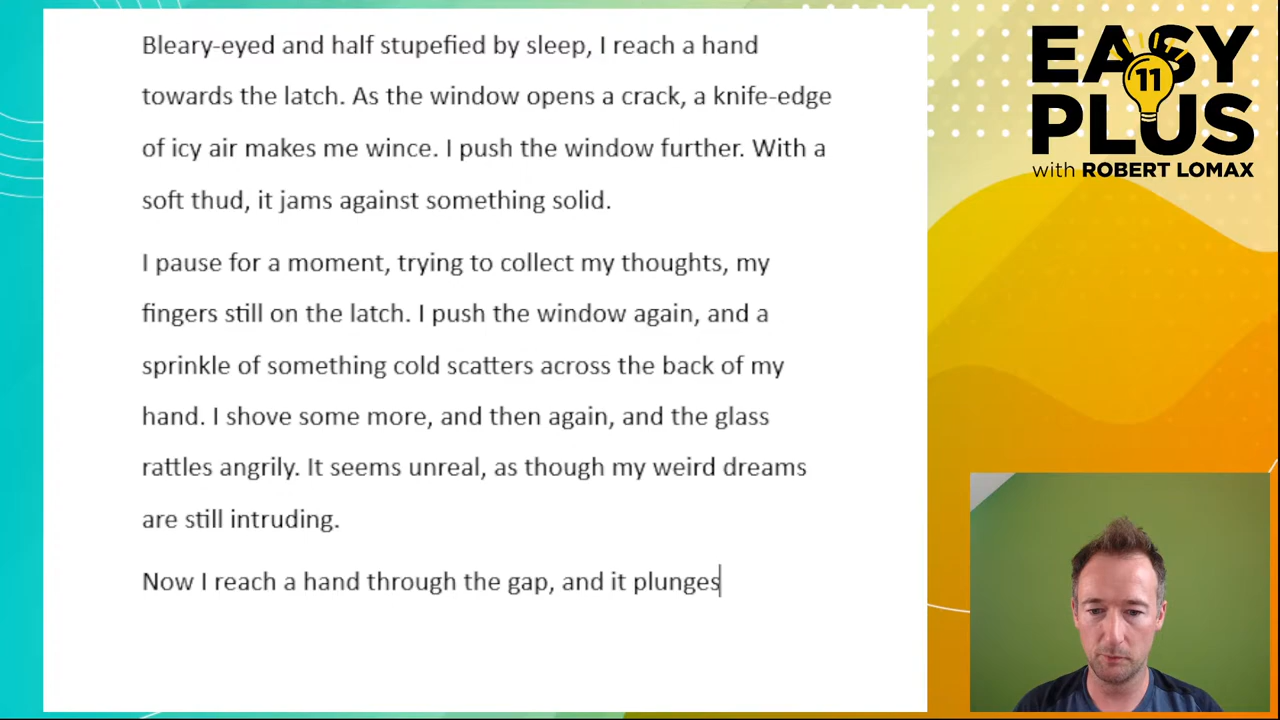 Bleary-eyed and half stupefied by sleep, I reach a hand
towards the latch. As the window opens a crack, a knife-edge
of icy air makes me wince. I push the window further. With a
soft thud, it jams against something solid.
I pause for a moment, trying to collect my thoughts, my
fingers still on the latch. I push the window again, and a
sprinkle of something cold scatters across the back of my
hand. I shove some more, and then again, and the glass
rattles angrily. It seems unreal, as though my weird dreams
are still intruding.
Now I reach a hand through the gap, and it plunges
EASY
11
PLUS
with ROBERT LOMAX